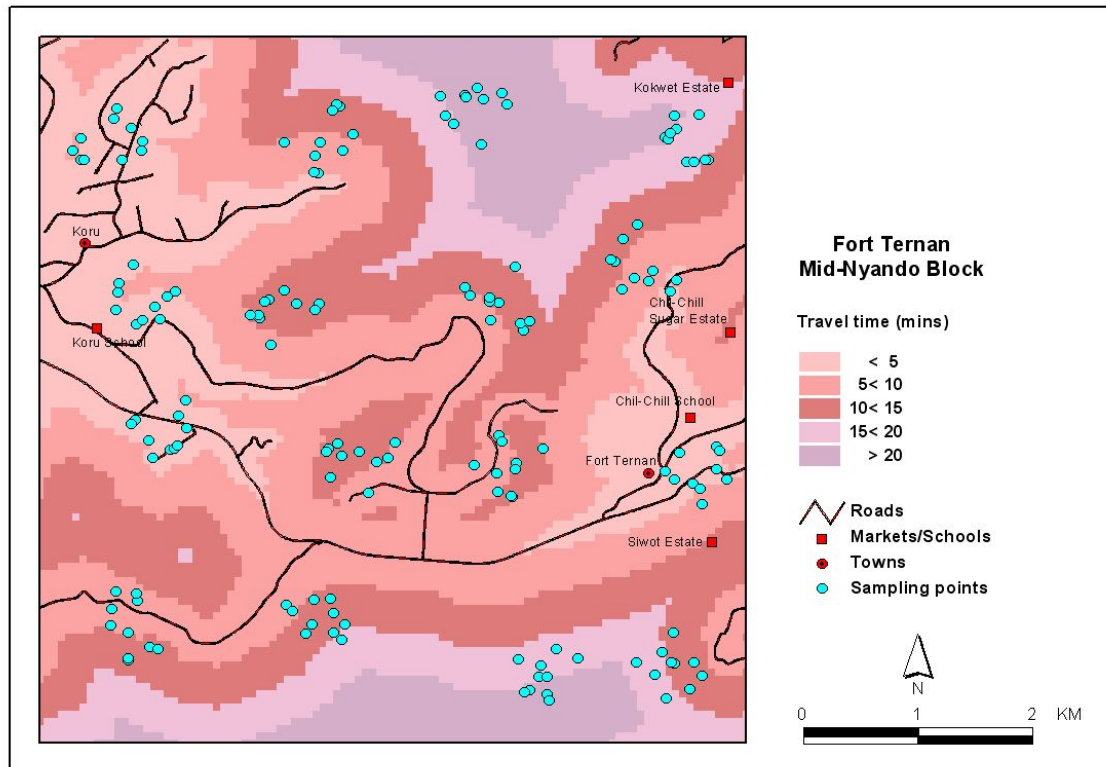 Kokwet Estate
Koru
Koru School
Chil-Chill
Sugar Estate
Chil-Chill School
Fort Ternan
Siwot Estate
Fort Ternan
Mid-Nyando Block
Travel time (mins)
< 5
5< 10
10< 15
15< 20
> 20
Roads
Markets/Schools
Towns
Sampling points
N
0 1 2 KM